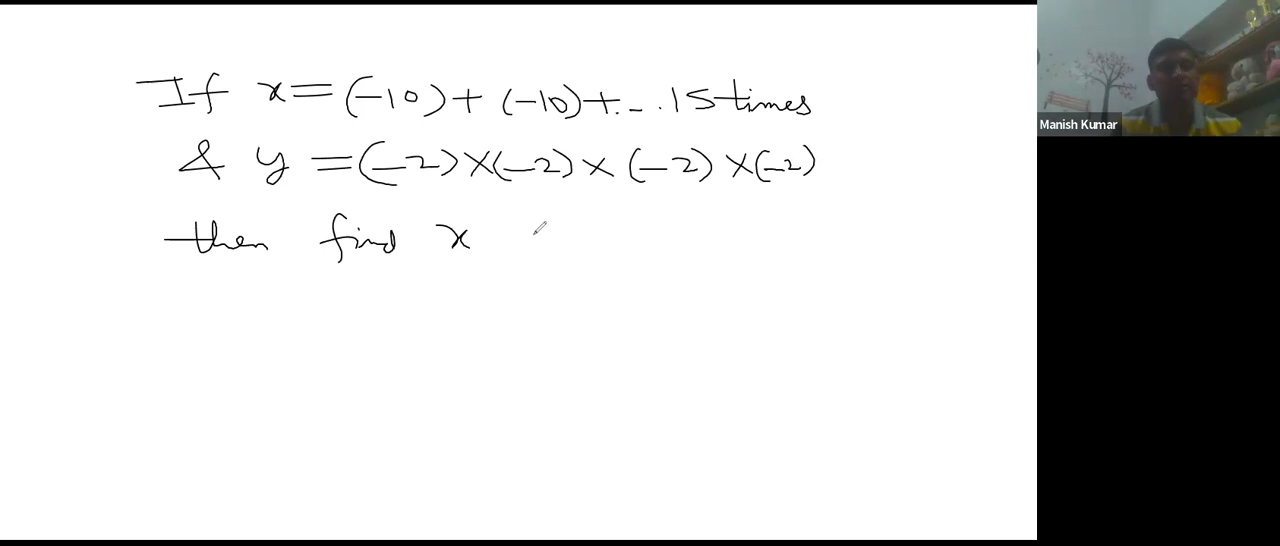 If x = (-10) + (-10) + - . 15 times
& y = (-2) × (-2) × (-2) × (-2)
then find x
Manish Kumar